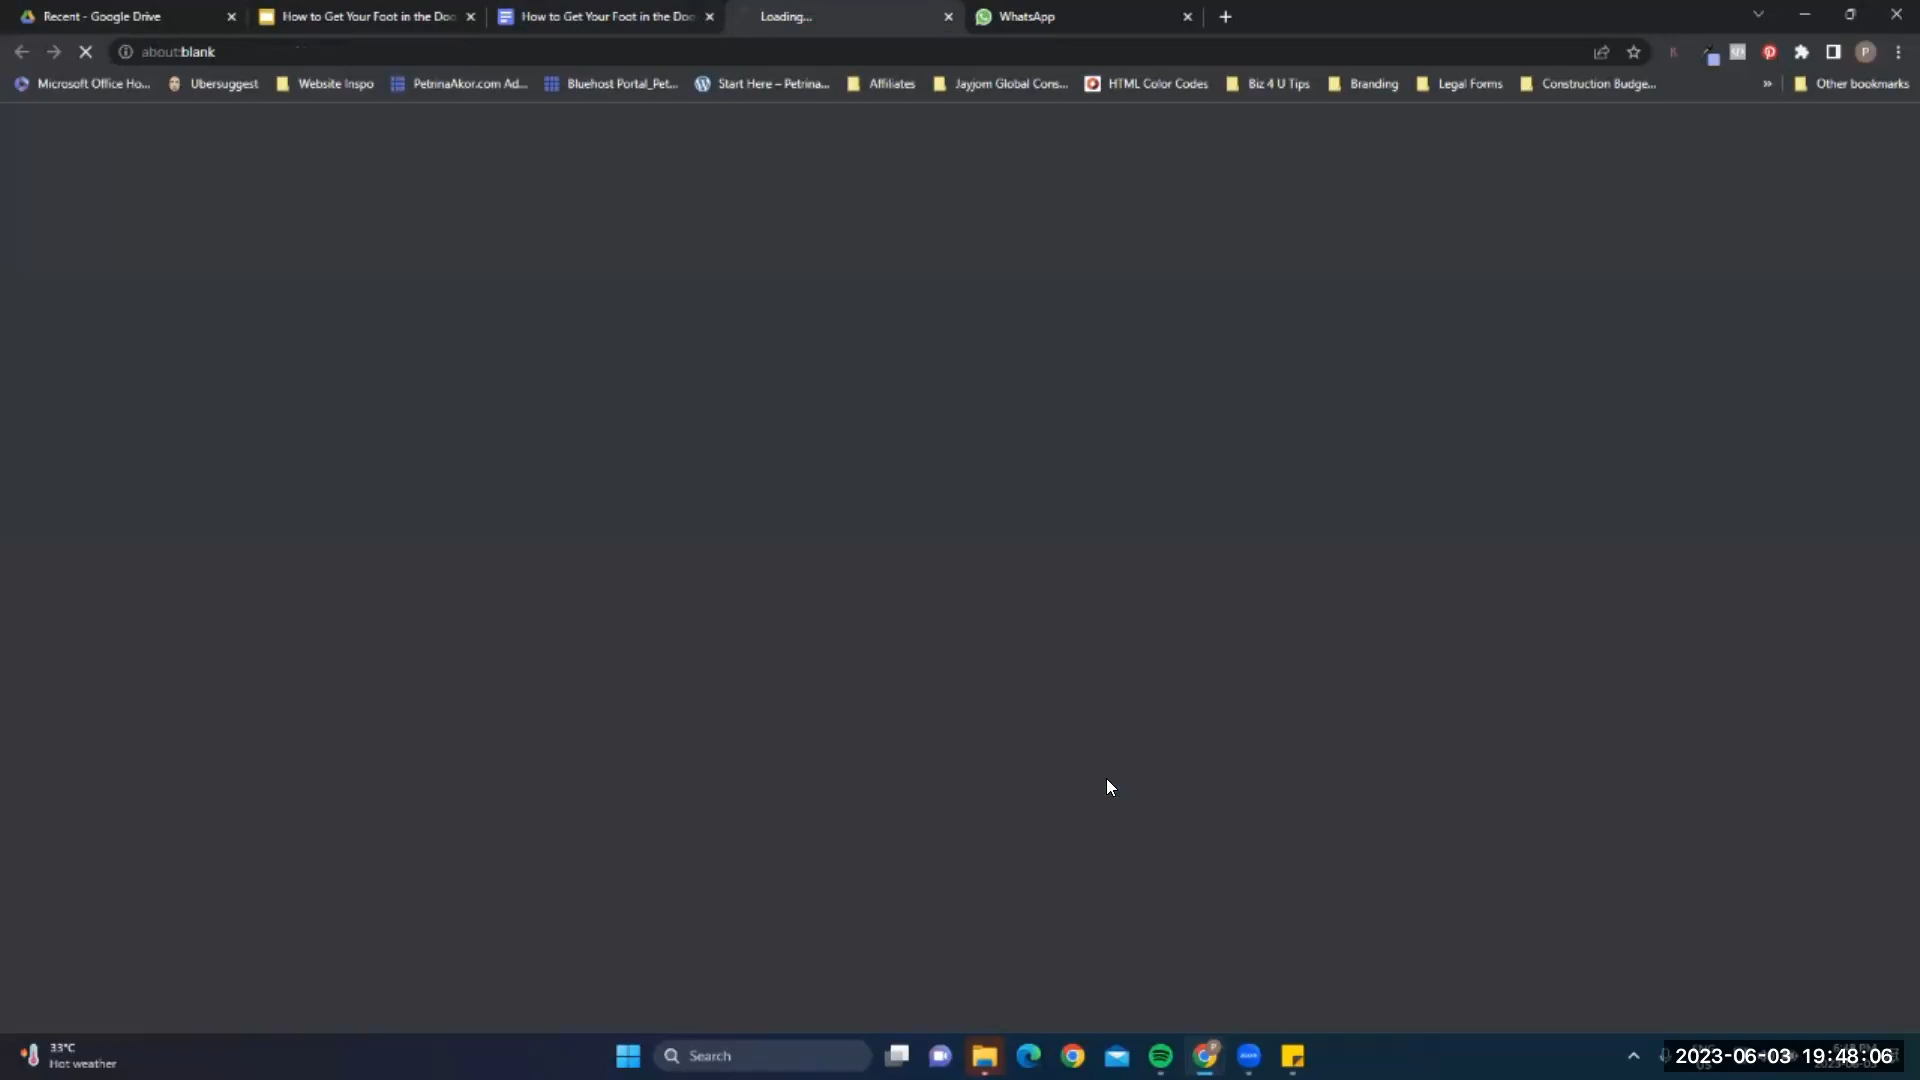 Recent - Google Drive
How to Get Your Foot in the Doo
How to Get Your Foot in the Doo
Loading...
WhatsApp
about:blank
Microsoft Office Ho...
Ubersuggest
Website Inspo
PetrinaAkor.com Ad...
Bluehost Portal_Pet...
Start Here – Petrina...
Affiliates
Jayjom Global Cons...
HTML Color Codes
Biz 4 U Tips
Branding
Legal Forms
Construction Budge...
»
Other bookmarks
33°C
Hot weather
Search
2023-06-03 19:48:06